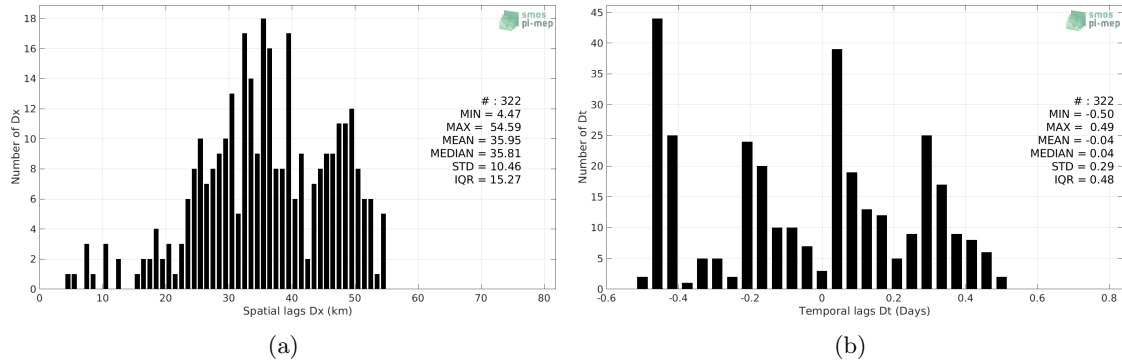 18
16
14
12
10
8
6
4
2
0
Number of Dx
0 10 20 30 40 50 60 70 80
Spatial lags Dx (km)
smos
pi-mep
# : 322
MIN = 4.47
MAX = 54.59
MEAN = 35.95
MEDIAN = 35.81
STD = 10.46
IQR = 15.27
(a)
45
40
35
30
25
20
15
10
5
0
Number of Dt
-0.6 -0.4 -0.2 0 0.2 0.4 0.6 0.8
Temporal lags Dt (Days)
smos
pi-mep
# : 322
MIN = -0.50
MAX = 0.49
MEAN = -0.04
MEDIAN = 0.04
STD = 0.29
IQR = 0.48
(b)